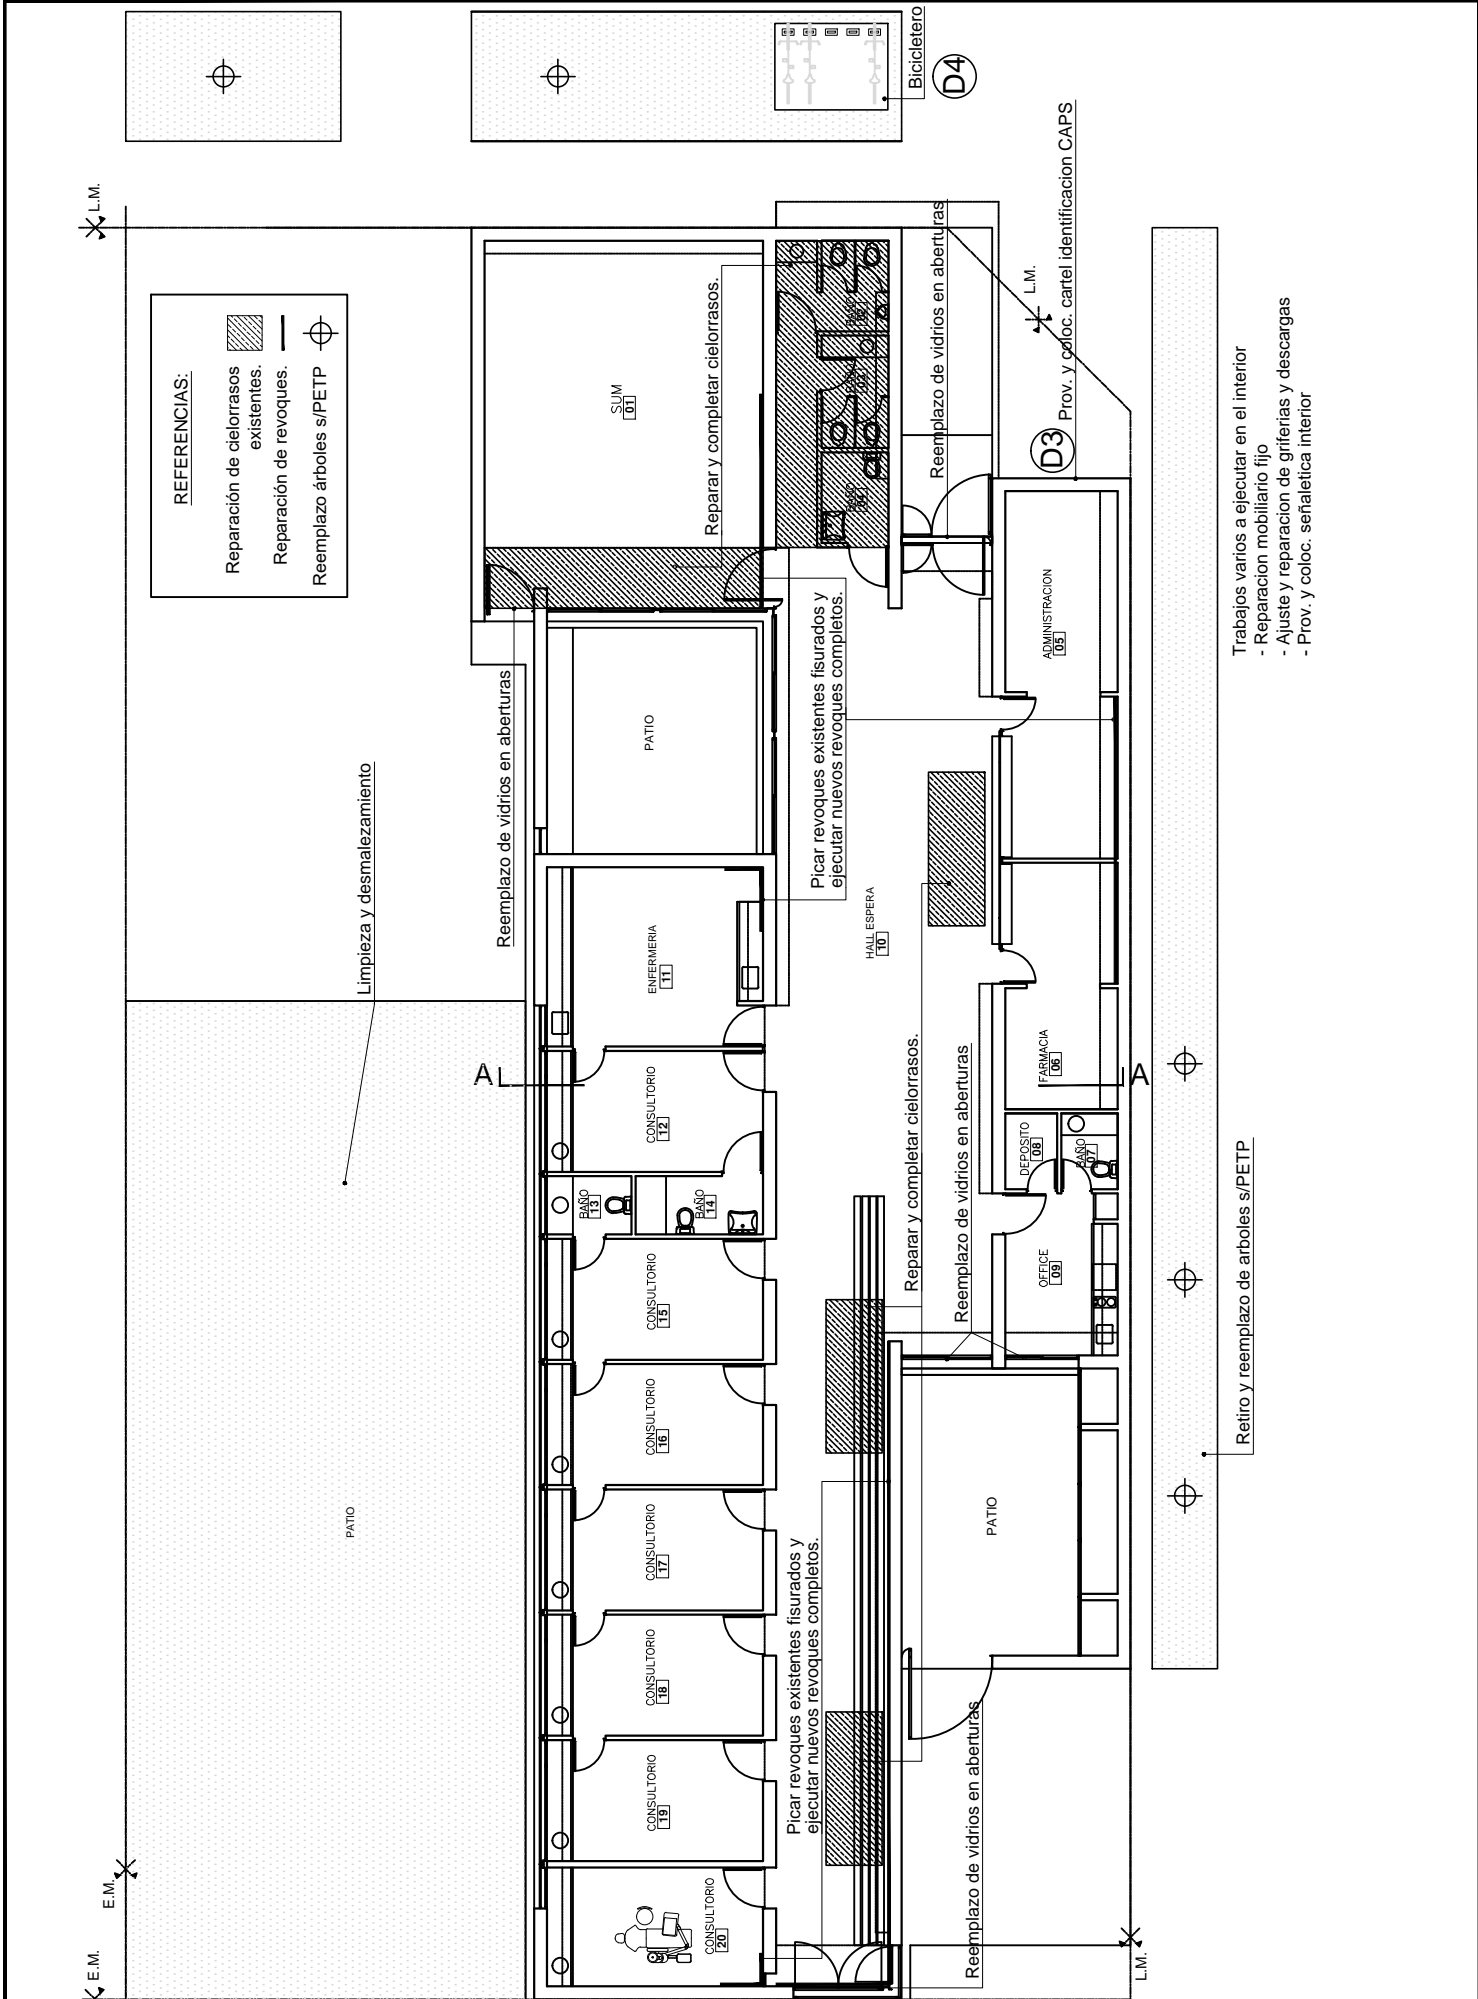 REFERENCIAS:
Reparación de cielorrasos
existentes.
Reparación de revoques.
Reemplazo árboles s/PETP
L.M.
Bicicletero
D4
Prov. y coloc. cartel identificacion CAPS
D3
L.M.
Reemplazo de vidrios en aberturas
Reparar y completar cielorrasos.
SUM
01
BAÑO
02
BAÑO
03
BAÑO
04
Trabajos varios a ejecutar en el interior
- Reparacion mobiliario fijo
- Ajuste y reparacion de griferias y descargas
- Prov. y coloc. señaletica interior
ADMINISTRACION
05
Picar revoques existentes fisurados y
ejecutar nuevos revoques completos.
PATIO
Reemplazo de vidrios en aberturas
Limpieza y desmalezamiento
HALL ESPERA
10
ENFERMERIA
11
FARMACIA
06
A
A
CONSULTORIO
12
DEPOSITO
08
BAÑO
07
BAÑO
13
BAÑO
14
Reparar y completar cielorrasos.
Reemplazo de vidrios en aberturas
OFFICE
09
Retiro y reemplazo de arboles s/PETP
CONSULTORIO
15
CONSULTORIO
16
CONSULTORIO
17
CONSULTORIO
18
CONSULTORIO
19
CONSULTORIO
20
PATIO
PATIO
Picar revoques existentes fisurados y
ejecutar nuevos revoques completos.
Reemplazo de vidrios en aberturas
E.M.
E.M.
L.M.